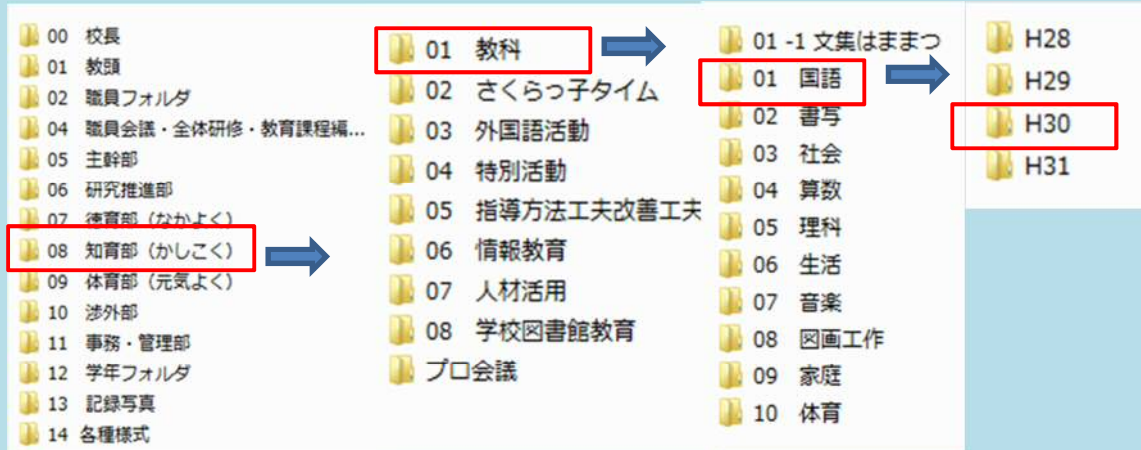 00 校長
01 教頭
02 職員フォルダ
04 職員会議・全体研修・教育課程編...
05 主幹部
06 研究推進部
07 徳育部（なかよく）
08 知育部（かしこく）
09 体育部（元気よく）
10 渉外部
11 事務・管理部
12 学年フォルダ
13 記録写真
14 各種様式
01 教科
02 さくらっ子タイム
03 外国語活動
04 特別活動
05 指導方法工夫改善工夫
06 情報教育
07 人材活用
08 学校図書館教育
プロ会議
01 -1 文集はままつ
01 国語
02 書写
03 社会
04 算数
05 理科
06 生活
07 音楽
08 図画工作
09 家庭
10 体育
H28
H29
H30
H31